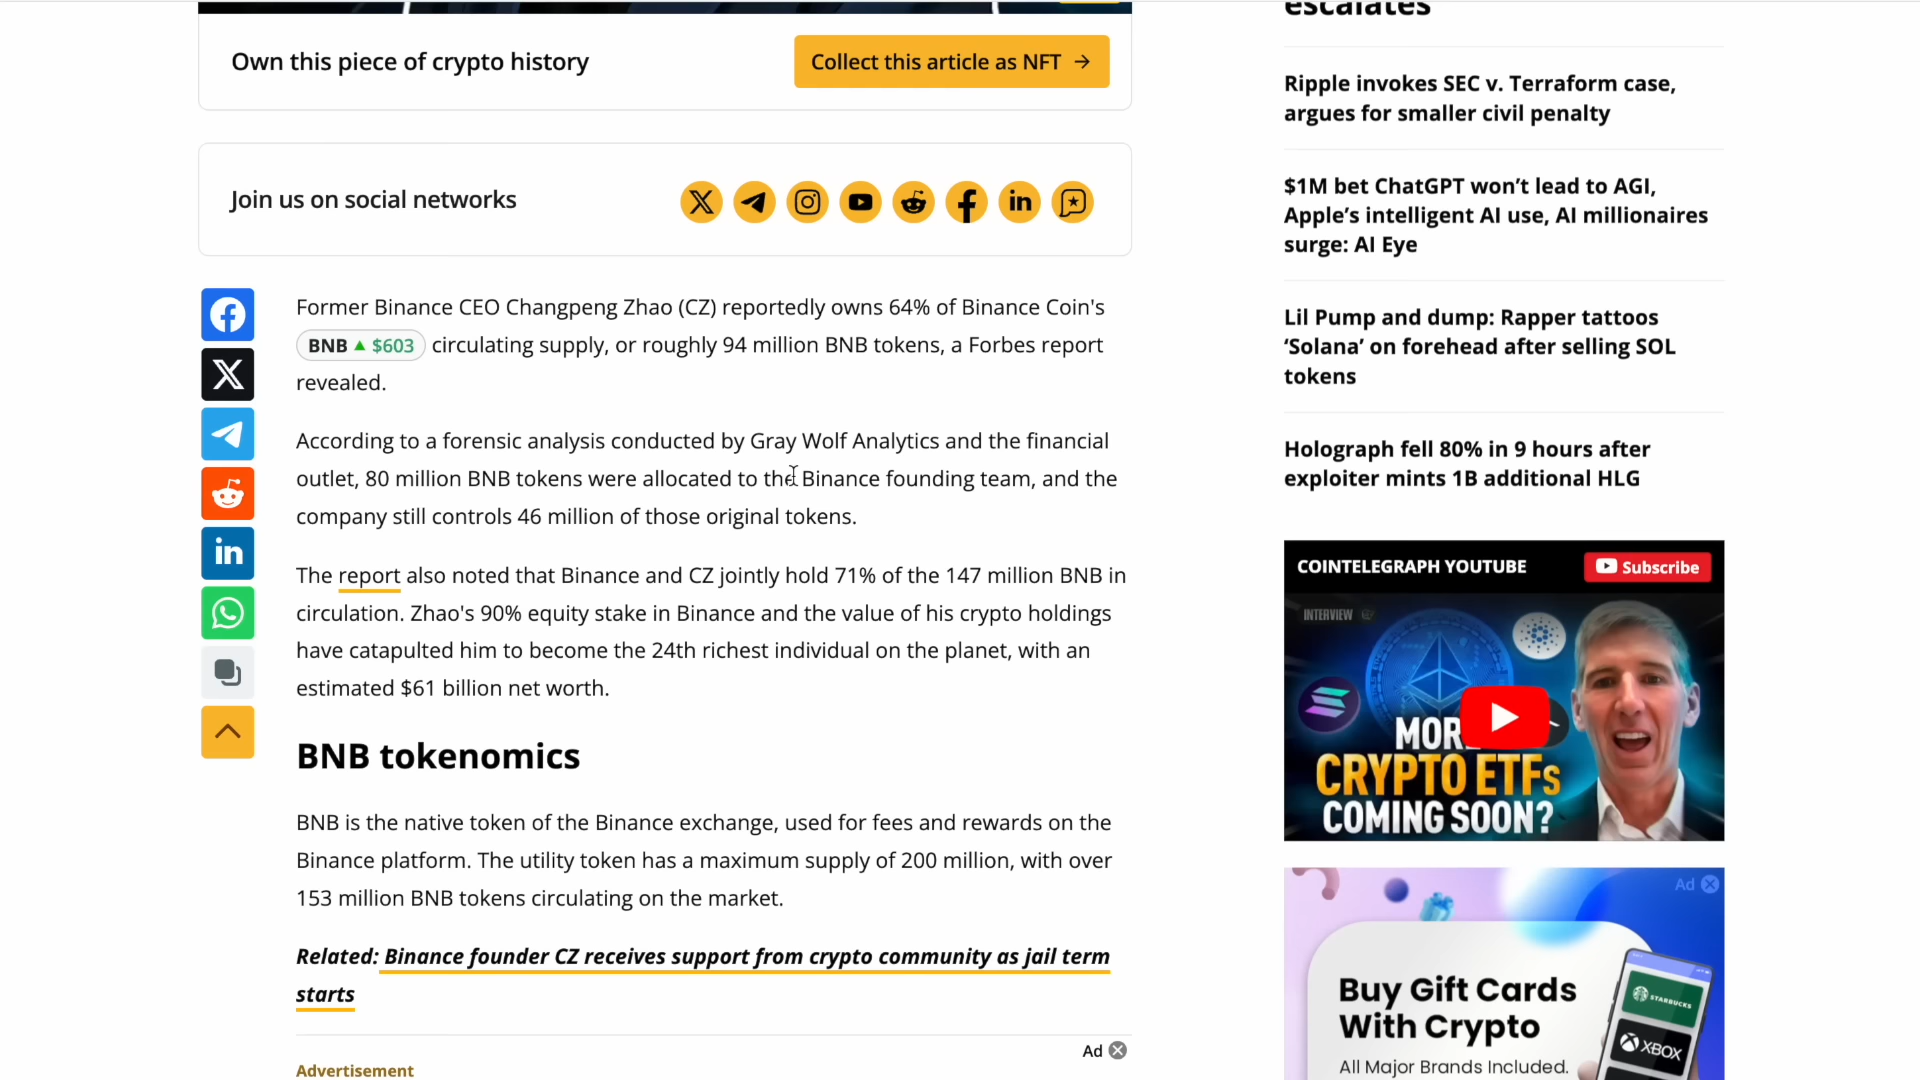 escalates
Own this piece of crypto history
Collect this article as NFT →
Ripple invokes SEC v. Terraform case,
argues for smaller civil penalty
Join us on social networks
$1M bet ChatGPT won’t lead to AGI,
Apple’s intelligent AI use, AI millionaires
surge: AI Eye
Former Binance CEO Changpeng Zhao (CZ) reportedly owns 64% of Binance Coin's
BNB ▲ $603 circulating supply, or roughly 94 million BNB tokens, a Forbes report
revealed.
According to a forensic analysis conducted by Gray Wolf Analytics and the financial
outlet, 80 million BNB tokens were allocated to the Binance founding team, and the
company still controls 46 million of those original tokens.
The report also noted that Binance and CZ jointly hold 71% of the 147 million BNB in
circulation. Zhao's 90% equity stake in Binance and the value of his crypto holdings
have catapulted him to become the 24th richest individual on the planet, with an
estimated $61 billion net worth.
BNB tokenomics
BNB is the native token of the Binance exchange, used for fees and rewards on the
Binance platform. The utility token has a maximum supply of 200 million, with over
153 million BNB tokens circulating on the market.
Related: Binance founder CZ receives support from crypto community as jail term
starts
Ad
Advertisement
Lil Pump and dump: Rapper tattoos
‘Solana’ on forehead after selling SOL
tokens
Holograph fell 80% in 9 hours after
exploiter mints 1B additional HLG
COINTELEGRAPH YOUTUBE
Subscribe
INTERVIEW
CRYPTO ETFs
COMING SOON?
Ad
Buy Gift Cards
With Crypto
All Major Brands Included.
STARBUCKS
XBOX